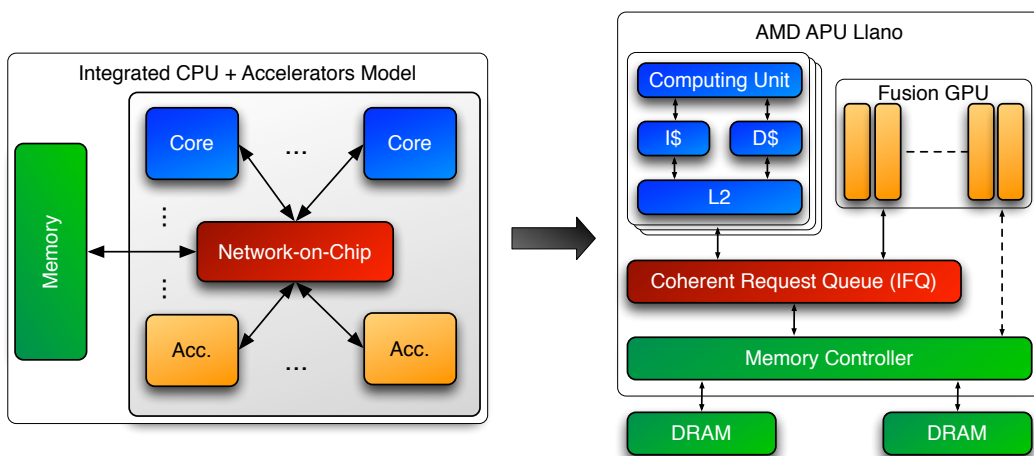 Integrated CPU + Accelerators Model
Core
...
Core
...
Memory
Network-on-Chip
...
Acc.
...
Acc.
AMD APU Llano
Computing Unit
Fusion GPU
I$
D$
L2
Coherent Request Queue (IFQ)
Memory Controller
DRAM
DRAM